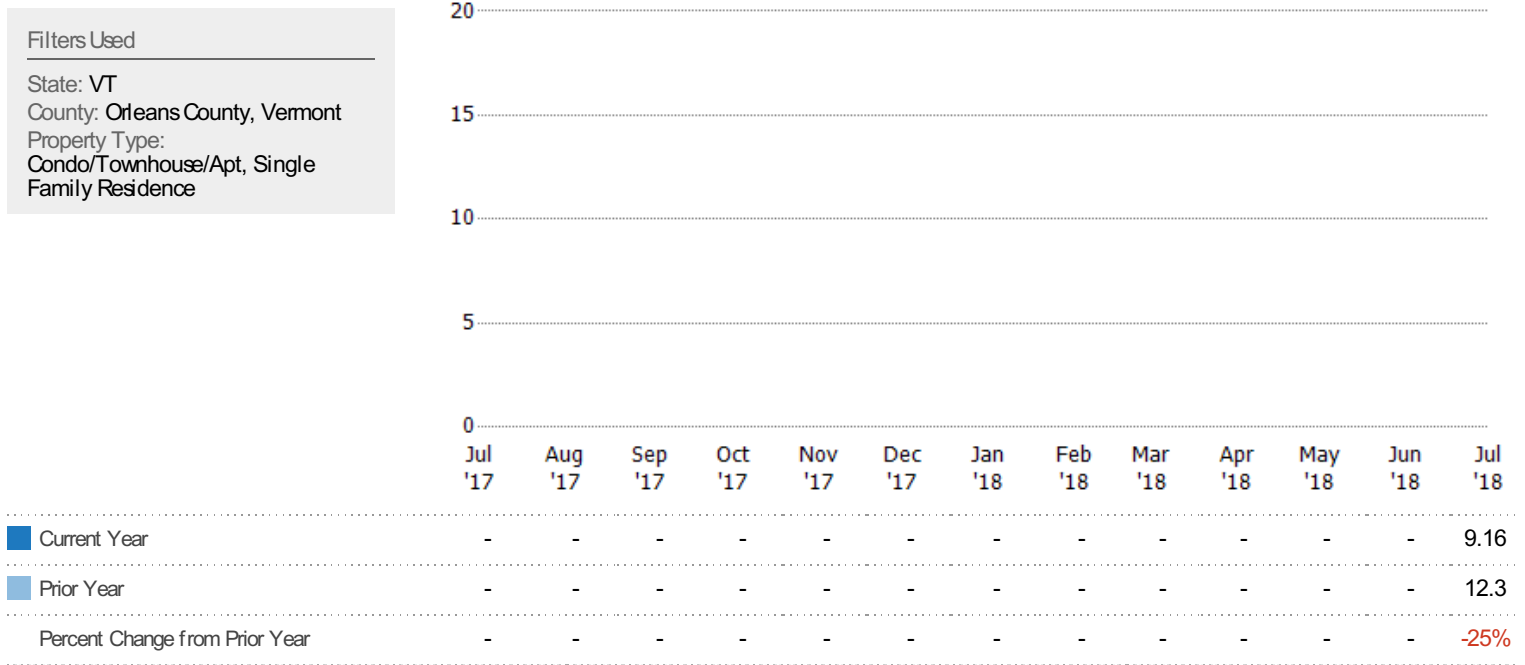 Filters Used
State: VT
County: Orleans County, Vermont
Property Type:
Condo/Townhouse/Apt, Single
Family Residence
20
15
10
5
0
Jul Aug Sep Oct Nov Dec Jan Feb Mar Apr May Jun Jul
'17 '17 '17 '17 '17 '17 '18 '18 '18 '18 '18 '18 '18
Current Year - - - - - - - - - - - - 9.16
Prior Year - - - - - - - - - - - - 12.3
Percent Change from Prior Year - - - - - - - - - - - - -25%